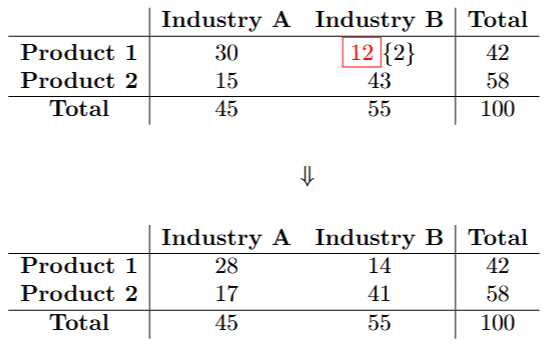 Industry A Industry B Total
Product 1 30 12 {2} 42
Product 2 15 43 58
Total 45 55 100
⇓
Industry A Industry B Total
Product 1 28 14 42
Product 2 17 41 58
Total 45 55 100